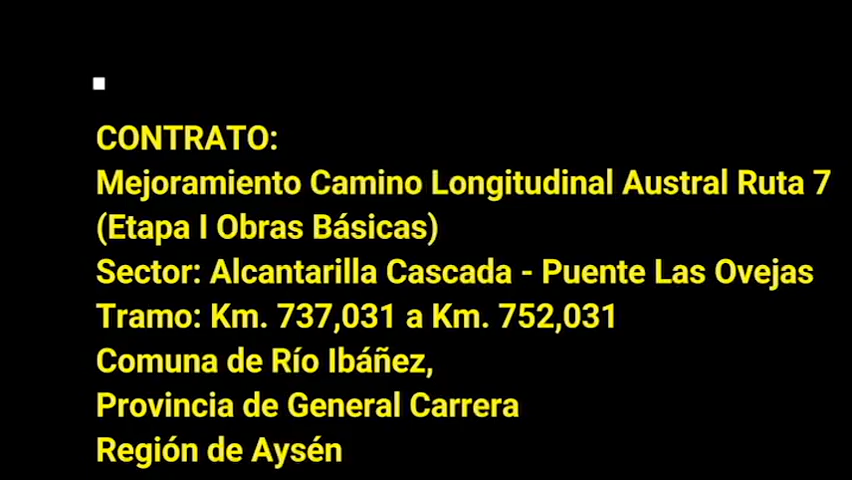 CONTRATO:
Mejoramiento Camino Longitudinal Austral Ruta 7
(Etapa I Obras Básicas)
Sector: Alcantarilla Cascada - Puente Las Ovejas
Tramo: Km. 737,031 a Km. 752,031
Comuna de Río Ibáñez,
Provincia de General Carrera
Región de Aysén